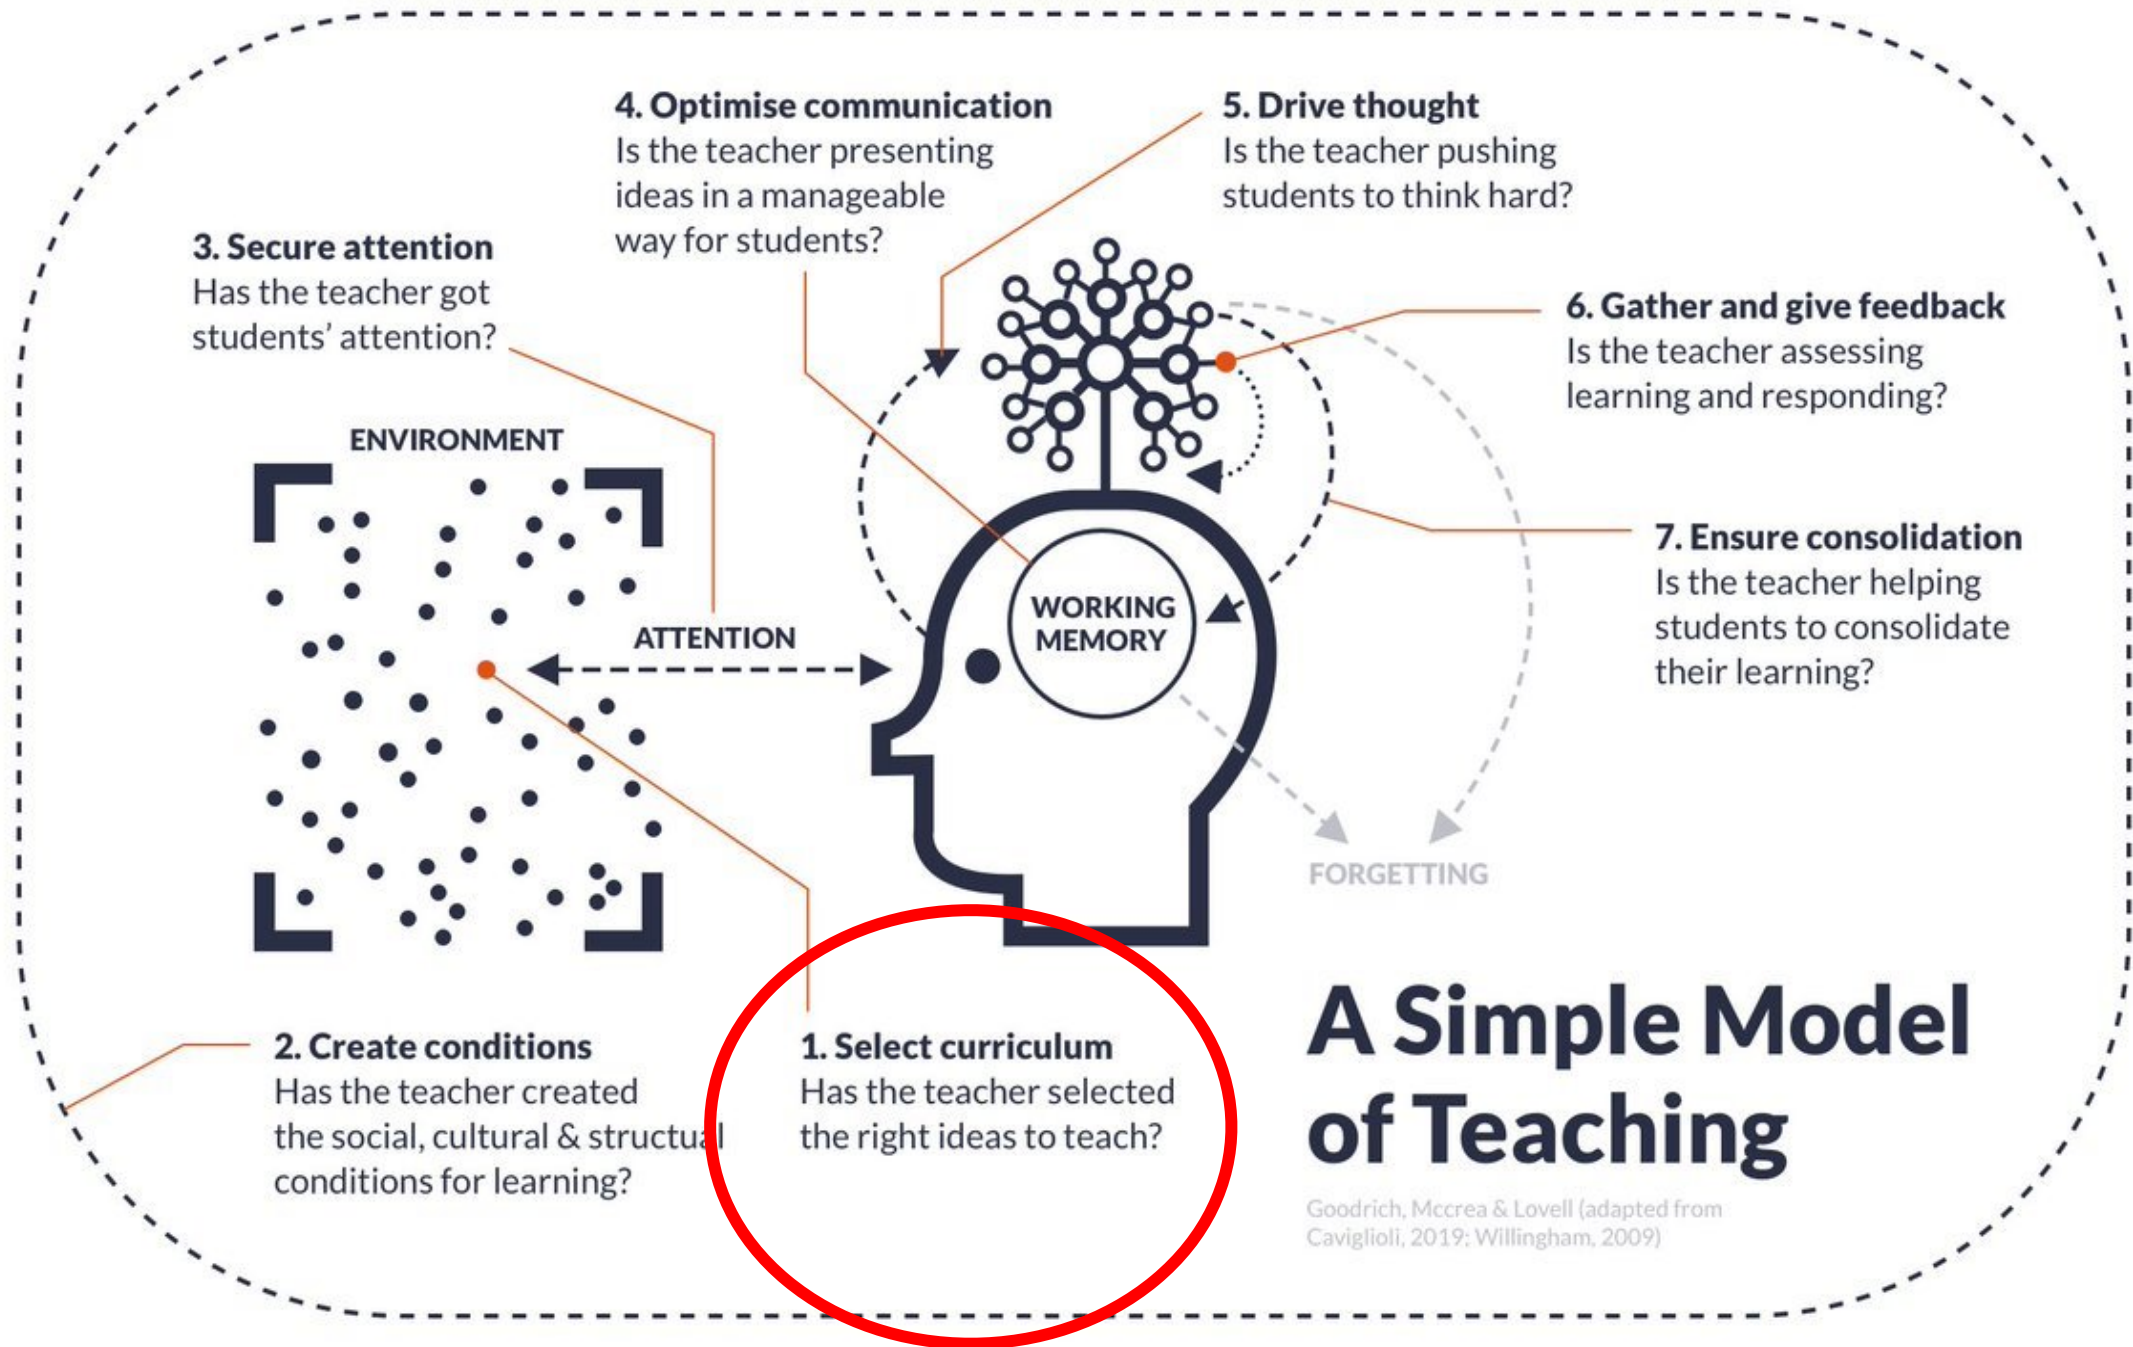 4. Optimise communication
Is the teacher presenting
ideas in a manageable
way for students?
5. Drive thought
Is the teacher pushing
students to think hard?
3. Secure attention
Has the teacher got
students’ attention?
6. Gather and give feedback
Is the teacher assessing
learning and responding?
ENVIRONMENT
7. Ensure consolidation
Is the teacher helping
students to consolidate
their learning?
ATTENTION
WORKING
MEMORY
FORGETTING
2. Create conditions
Has the teacher created
the social, cultural & structual
conditions for learning?
1. Select curriculum
Has the teacher selected
the right ideas to teach?
A Simple Model
of Teaching
Goodrich, Mccrea & Lovell (adapted from
Caviglioli, 2019; Willingham, 2009)